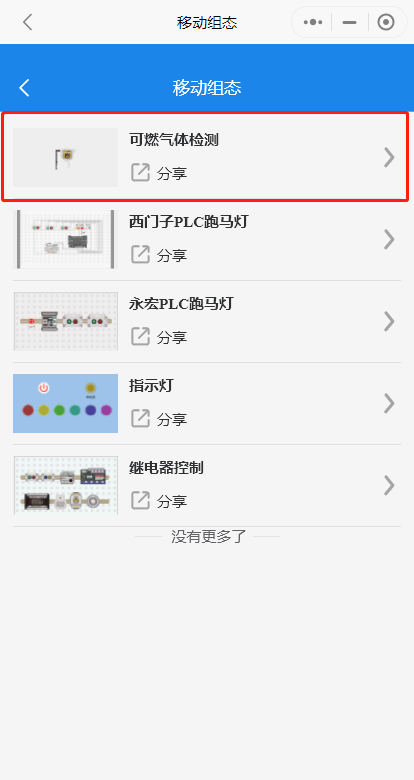 移动组态
移动组态
可燃气体检测
分享
西门子PLC跑马灯
分享
永宏PLC跑马灯
分享
指示灯
分享
继电器控制
分享
没有更多了